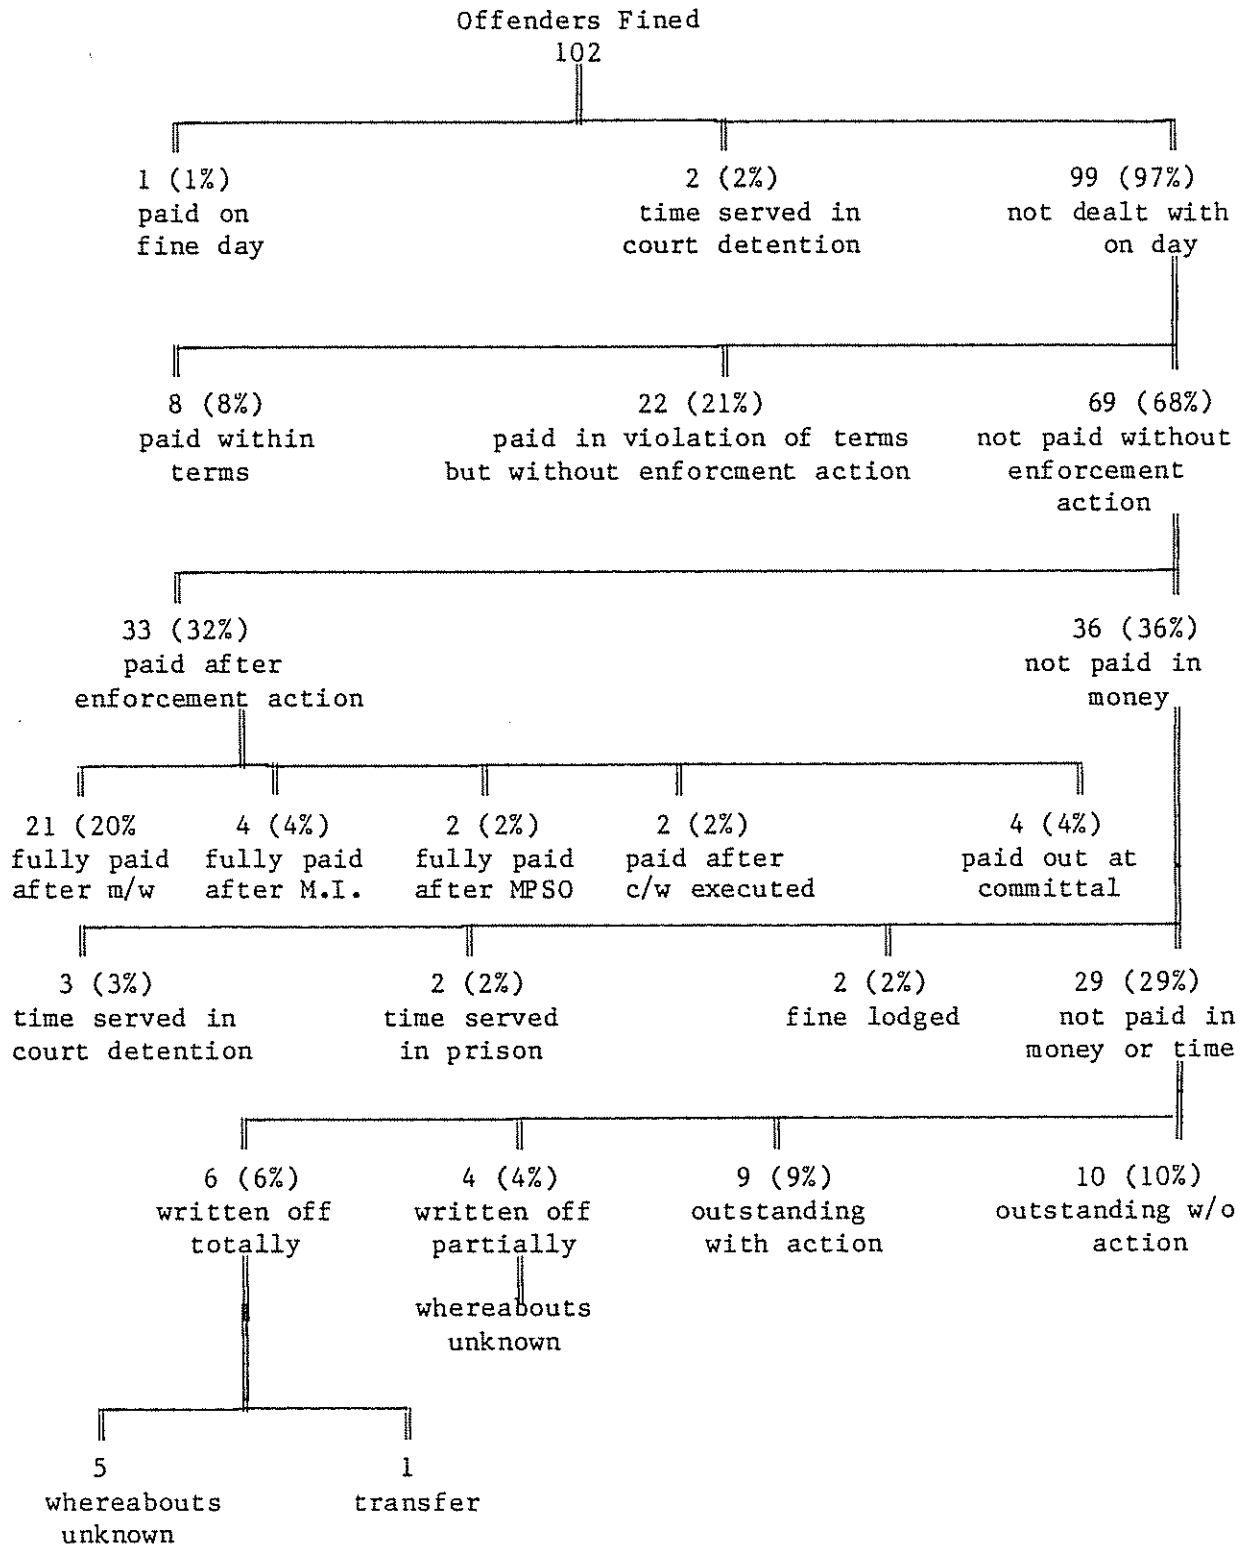 Offenders Fined
102
1 (1%)
paid on
fine day
2 (2%)
time served in
court detention
99 (97%)
not dealt with
on day
8 (8%)
paid within
terms
22 (21%)
paid in violation of terms
but without enforcment action
69 (68%)
not paid without
enforcement
action
33 (32%)
paid after
enforcement action
36 (36%)
not paid in
money
21 (20%
fully paid
after m/w
4 (4%)
fully paid
after M.I.
2 (2%)
fully paid
after MPSO
2 (2%)
paid after
c/w executed
4 (4%)
paid out at
committal
3 (3%)
time served in
court detention
2 (2%)
time served
in prison
2 (2%)
fine lodged
29 (29%)
not paid in
money or time
6 (6%)
written off
totally
4 (4%)
written off
partially
whereabouts
unknown
9 (9%)
outstanding
with action
10 (10%)
outstanding w/o
action
5
whereabouts
unknown
1
transfer